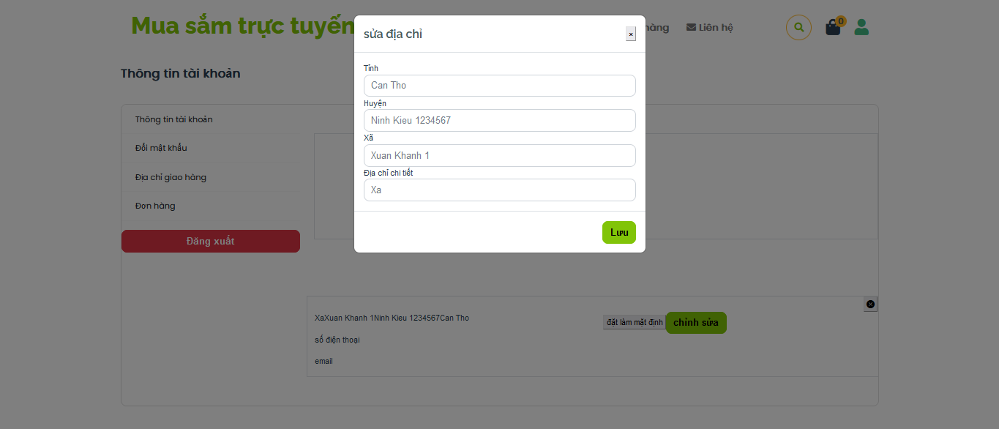 Mua sắm trực tuyến
hàng
Liên hệ
0
Thông tin tài khoản
Thông tin tài khoản
Đổi mật khẩu
Địa chỉ giao hàng
Đơn hàng
Đăng xuất
sửa địa chỉ
×
Tỉnh
Can Tho
Huyện
Ninh Kieu 1234567
Xã
Xuan Khanh 1
Địa chỉ chi tiết
Xa
Lưu
XaXuan Khanh 1Ninh Kieu 1234567Can Tho
đặt làm mặt định
chỉnh sửa
số điện thoại
email